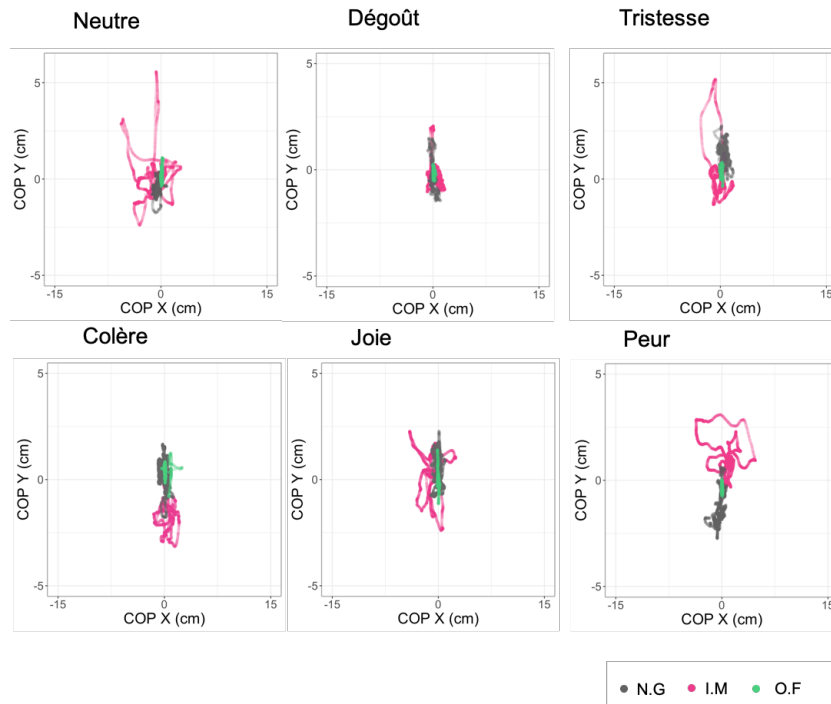 Neutre
Dégoût
Tristesse
5
0
-5
COP Y (cm)
-15
0
15
COP X (cm)
5
0
-5
COP Y (cm)
-15
0
15
COP X (cm)
5
0
-5
COP Y (cm)
-15
0
15
COP X (cm)
Colère
Joie
Peur
5
0
-5
COP Y (cm)
-15
0
15
COP X (cm)
5
0
-5
COP Y (cm)
-15
0
15
COP X (cm)
5
0
-5
COP Y (cm)
-15
0
15
COP X (cm)
N.G I.M O.F